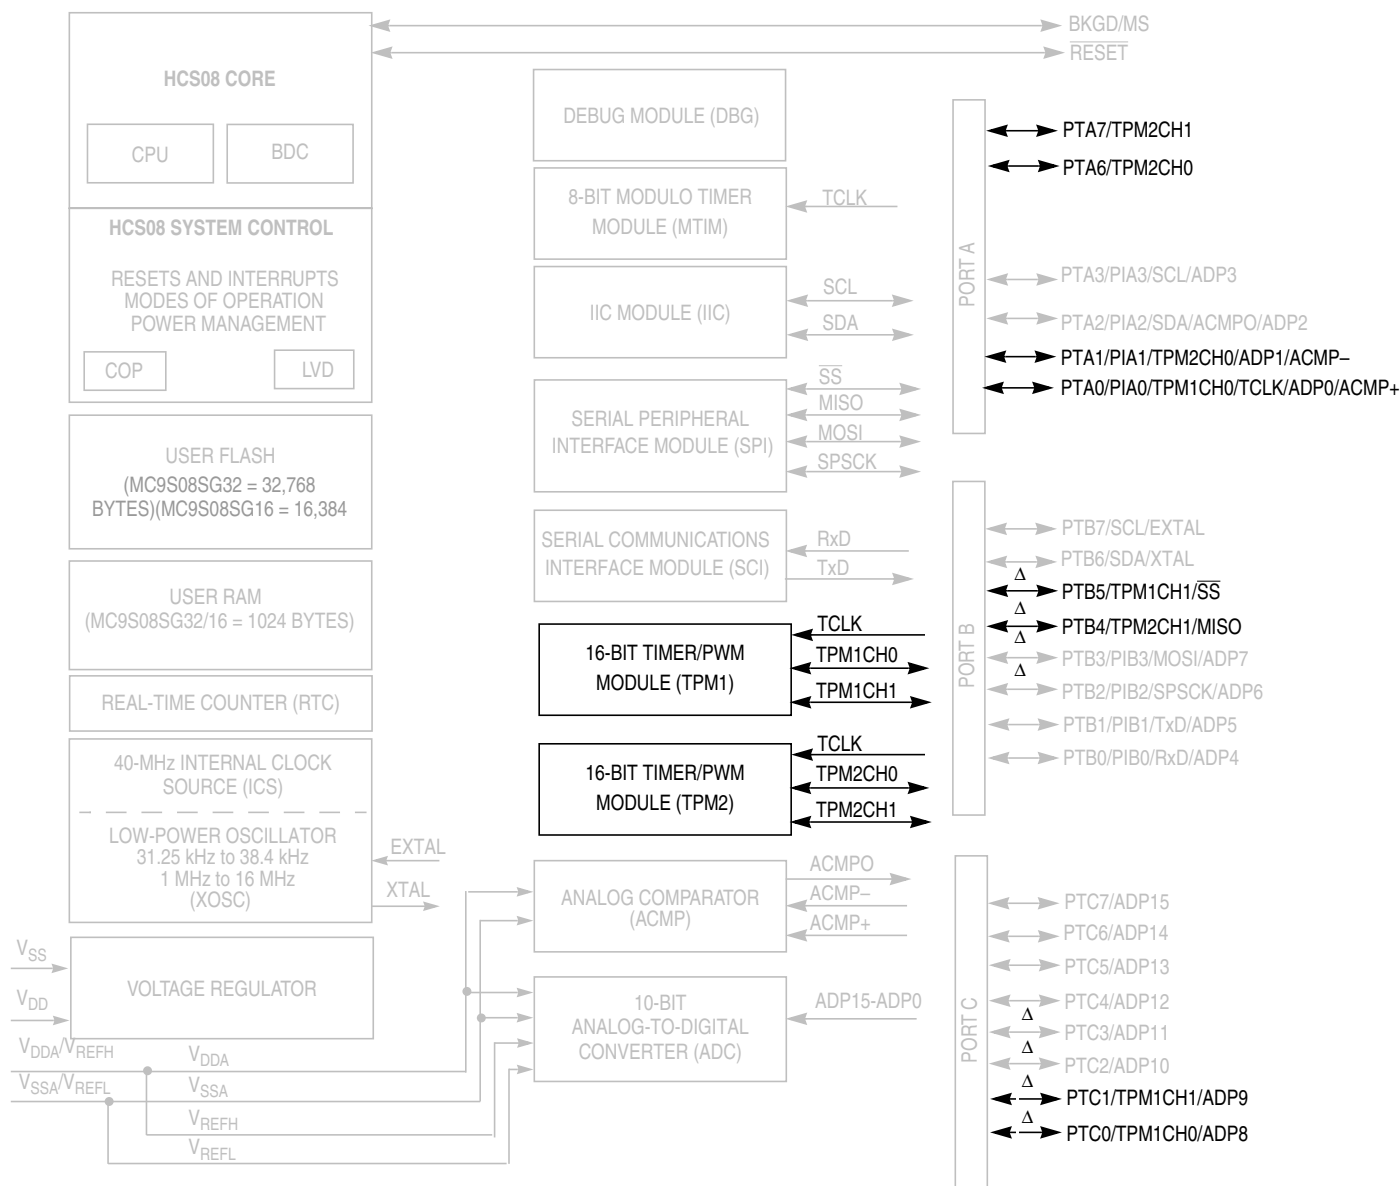 BKGD/MS
RESET
HCS08 CORE
CPU
BDC
HCS08 SYSTEM CONTROL
RESETS AND INTERRUPTS
MODES OF OPERATION
POWER MANAGEMENT
COP
LVD
USER FLASH
(MC9S08SG32 = 32,768
BYTES)(MC9S08SG16 = 16,384
USER RAM
(MC9S08SG32/16 = 1024 BYTES)
REAL-TIME COUNTER (RTC)
40-MHz INTERNAL CLOCK
SOURCE (ICS)
LOW-POWER OSCILLATOR
31.25 kHz to 38.4 kHz
1 MHz to 16 MHz
(XOSC)
EXTAL
XTAL
VOLTAGE REGULATOR
VSS
VDD
VDDA/VREFH
VSSA/VREFL
VDDA
VSSA
VREFH
VREFL
DEBUG MODULE (DBG)
8-BIT MODULO TIMER
MODULE (MTIM)
TCLK
IIC MODULE (IIC)
SCL
SDA
SERIAL PERIPHERAL
INTERFACE MODULE (SPI)
SS
MISO
MOSI
SPSCK
SERIAL COMMUNICATIONS
INTERFACE MODULE (SCI)
RxD
TxD
16-BIT TIMER/PWM
MODULE (TPM1)
TCLK
TPM1CH0
TPM1CH1
16-BIT TIMER/PWM
MODULE (TPM2)
TCLK
TPM2CH0
TPM2CH1
ANALOG COMPARATOR
(ACMP)
ACMPO
ACMP–
ACMP+
10-BIT
ANALOG-TO-DIGITAL
CONVERTER (ADC)
ADP15-ADP0
PORT A
PTA7/TPM2CH1
PTA6/TPM2CH0
PTA3/PIA3/SCL/ADP3
PTA2/PIA2/SDA/ACMPO/ADP2
PTA1/PIA1/TPM2CH0/ADP1/ACMP–
PTA0/PIA0/TPM1CH0/TCLK/ADP0/ACMP+
PORT B
PTB7/SCL/EXTAL
PTB6/SDA/XTAL
Δ PTB5/TPM1CH1/SS
Δ PTB4/TPM2CH1/MISO
Δ PTB3/PIB3/MOSI/ADP7
Δ PTB2/PIB2/SPSCK/ADP6
PTB1/PIB1/TxD/ADP5
PTB0/PIB0/RxD/ADP4
PORT C
PTC7/ADP15
PTC6/ADP14
PTC5/ADP13
PTC4/ADP12
Δ PTC3/ADP11
Δ PTC2/ADP10
Δ PTC1/TPM1CH1/ADP9
Δ PTC0/TPM1CH0/ADP8